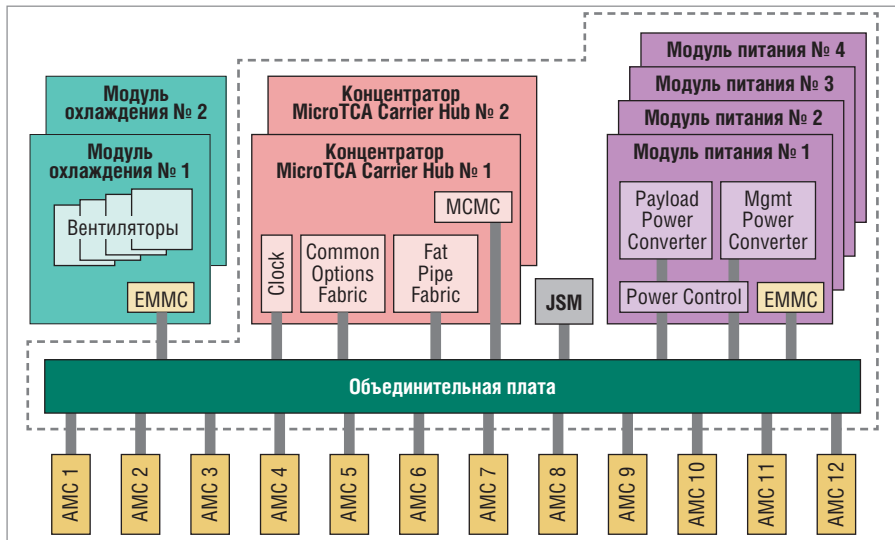 Модуль
охлаждения № 2
Модуль
охлаждения № 1
Вентиляторы
EMMC
Концентратор
MicroTCA Carrier Hub № 2
Концентратор
MicroTCA Carrier Hub № 1
MCMC
Clock
Common
Options
Fabric
Fat
Pipe
Fabric
JSM
Модуль питания № 4
Модуль питания № 3
Модуль питания № 2
Модуль питания № 1
Payload
Power
Converter
Mgmt
Power
Converter
Power Control
EMMC
Объединительная плата
AMC 1
AMC 2
AMC 3
AMC 4
AMC 5
AMC 6
AMC 7
AMC 8
AMC 9
AMC 10
AMC 11
AMC 12